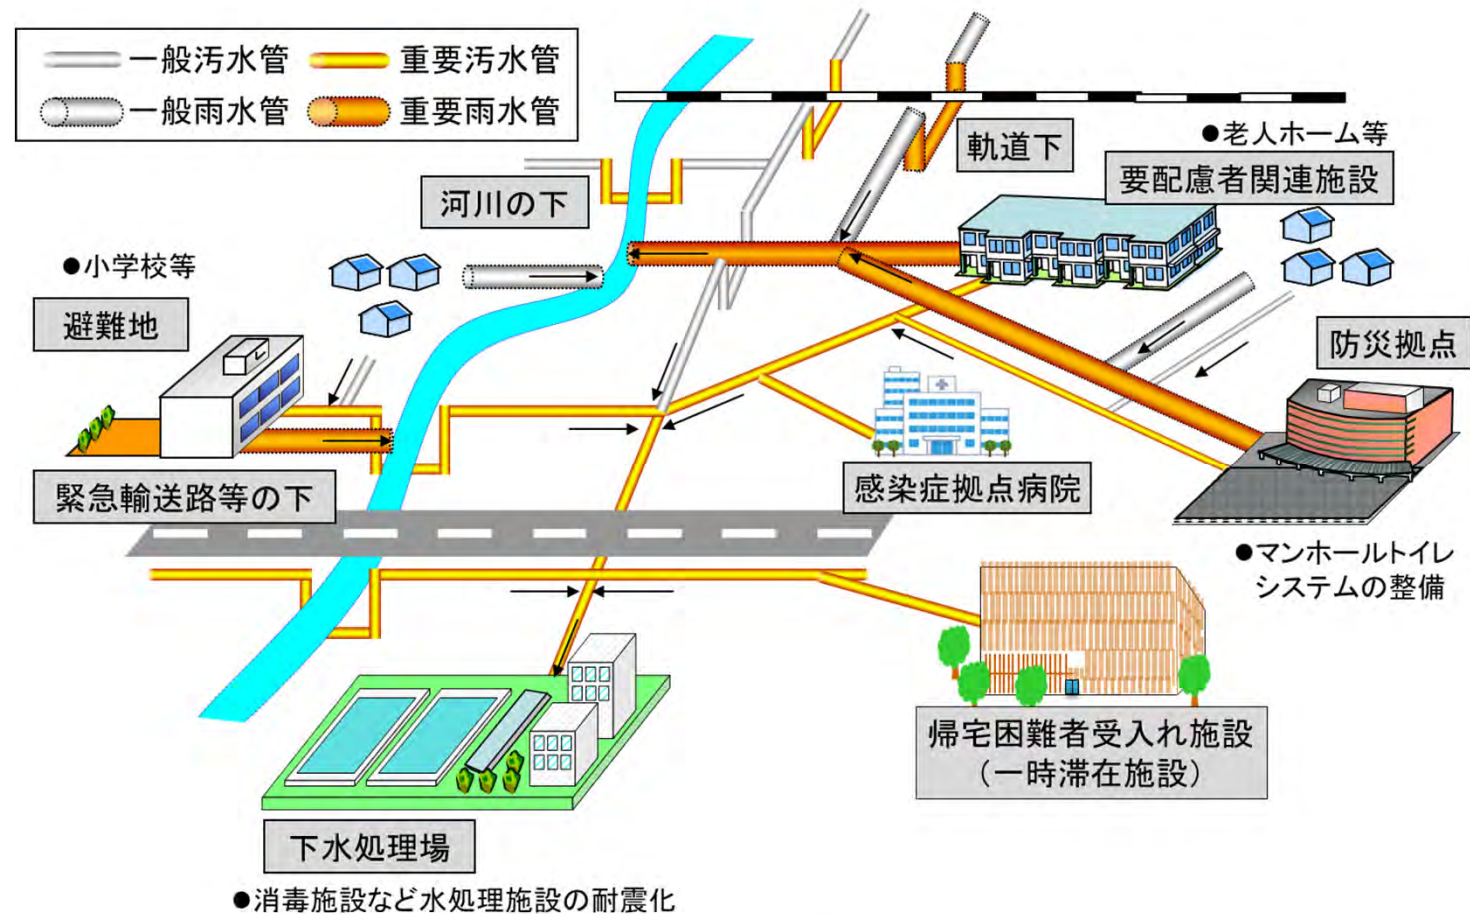 一般汚水管
重要汚水管
一般雨水管
重要雨水管
軌道下
●老人ホーム等
要配慮者関連施設
河川の下
●小学校等
避難地
防災拠点
緊急輸送路等の下
感染症拠点病院
●マンホールトイレ
システムの整備
帰宅困難者受入れ施設
（一時滞在施設）
下水処理場
●消毒施設など水処理施設の耐震化